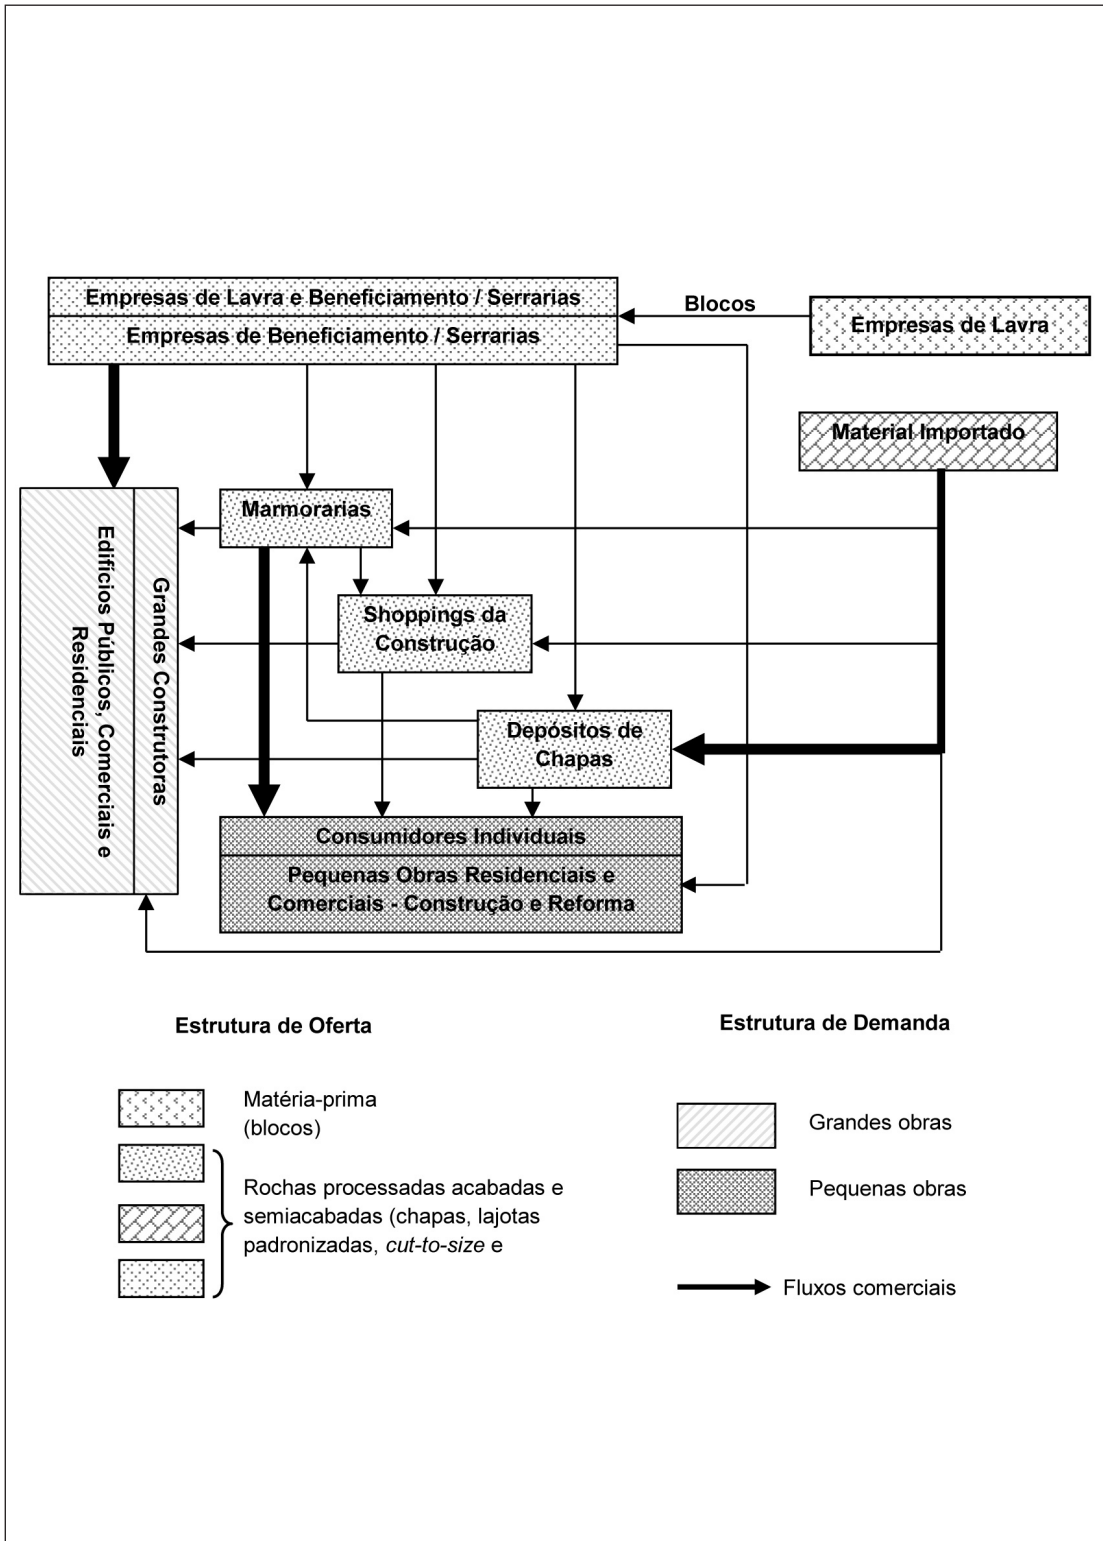 Empresas de Lavra e Beneficiamento / Serrarias
Empresas de Beneficiamento / Serrarias
Blocos
Empresas de Lavra
Material Importado
Marmorarias
Shoppings da
Construção
Depósitos de
Chapas
Grandes Construtoras
Edifícios Públicos, Comerciais e
Residenciais
Consumidores Individuais
Pequenas Obras Residenciais e
Comerciais - Construção e Reforma
Estrutura de Oferta
Matéria-prima
(blocos)
Rochas processadas acabadas e
semiacabadas (chapas, lajotas
padronizadas, cut-to-size e
Estrutura de Demanda
Grandes obras
Pequenas obras
Fluxos comerciais